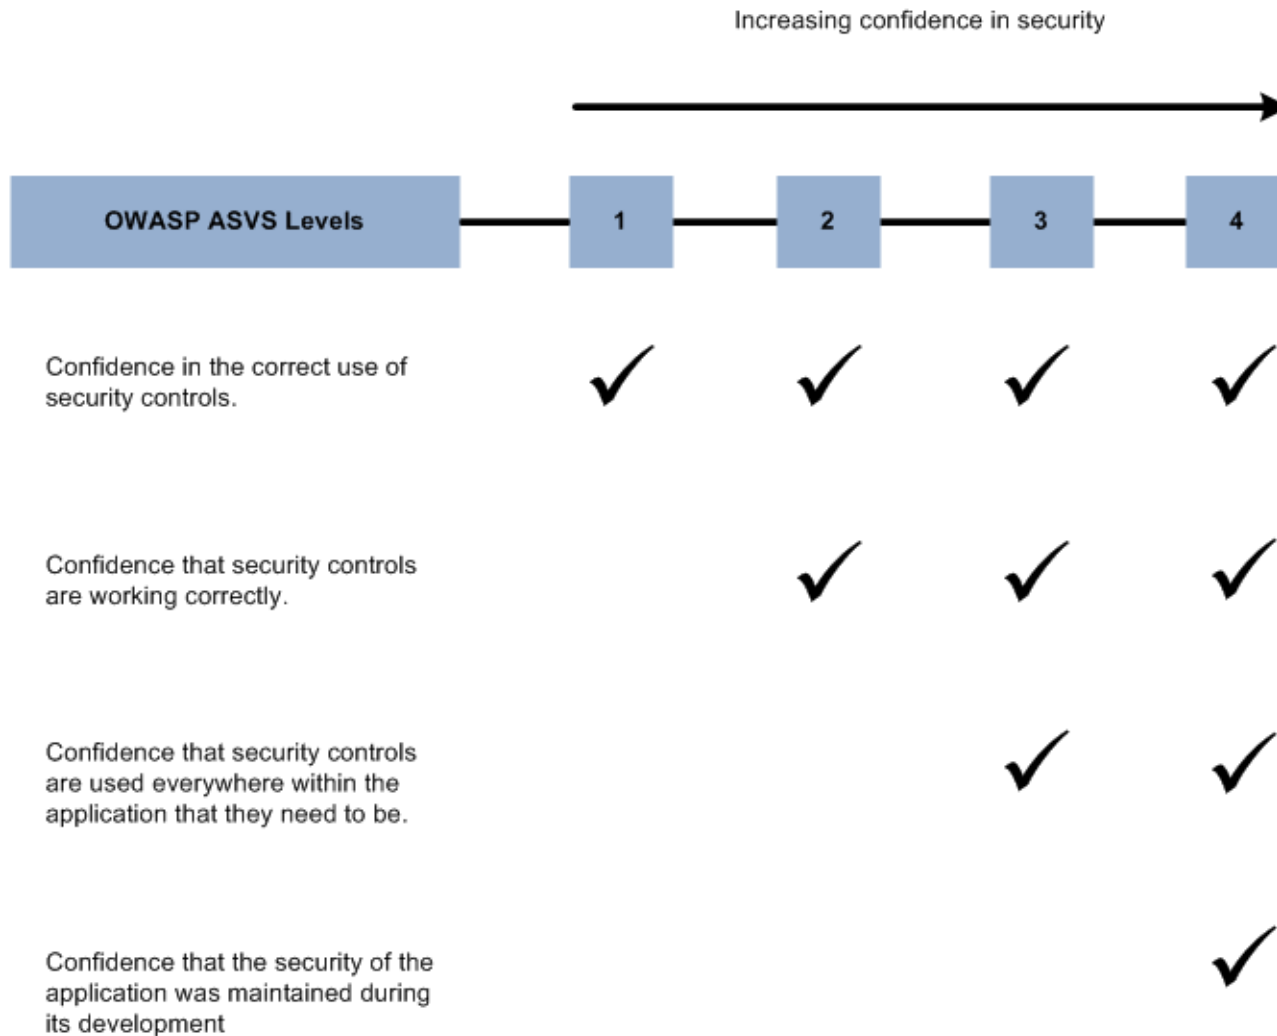 Increasing confidence in security
OWASP ASVS Levels
1
2
3
4
Confidence in the correct use of
security controls.
Confidence that security controls
are working correctly.
Confidence that security controls
are used everywhere within the
application that they need to be.
Confidence that the security of the
application was maintained during
its development